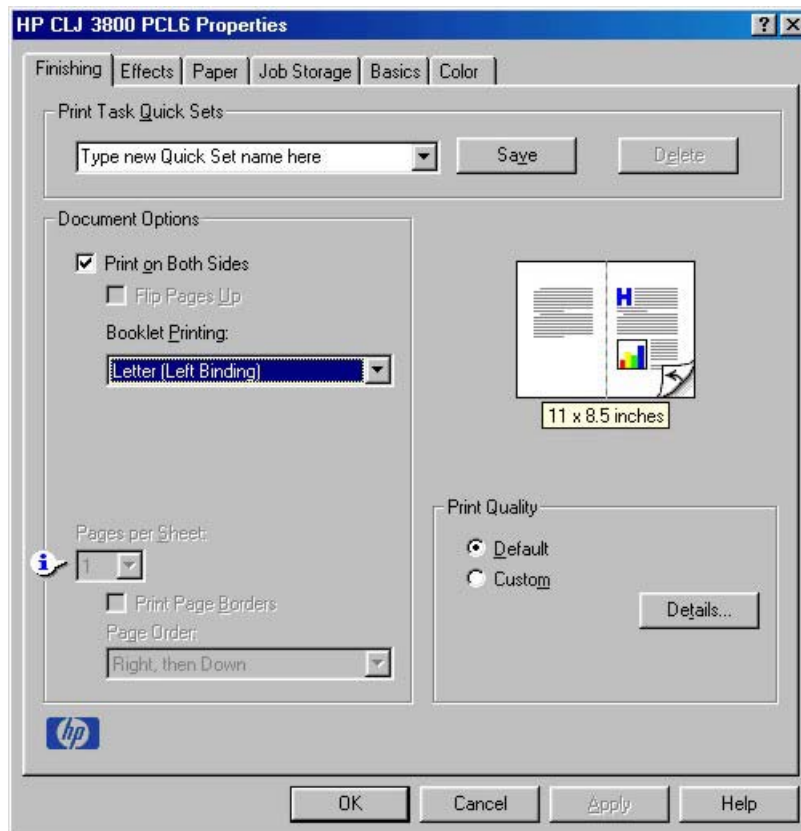 HP CLJ 3800 PCL6 Properties
Finishing Effects Paper Job Storage Basics Color
Print Task Quick Sets
Type new Quick Set name here Save Delete
Document Options
Print on Both Sides
Flip Pages Up
Booklet Printing:
Letter (Left Binding)
H
11 x 8.5 inches
Pages per Sheet:
1
Print Page Borders
Page Order:
Right, then Down
Print Quality
Default
Custom
Details...
hp
OK Cancel Apply Help